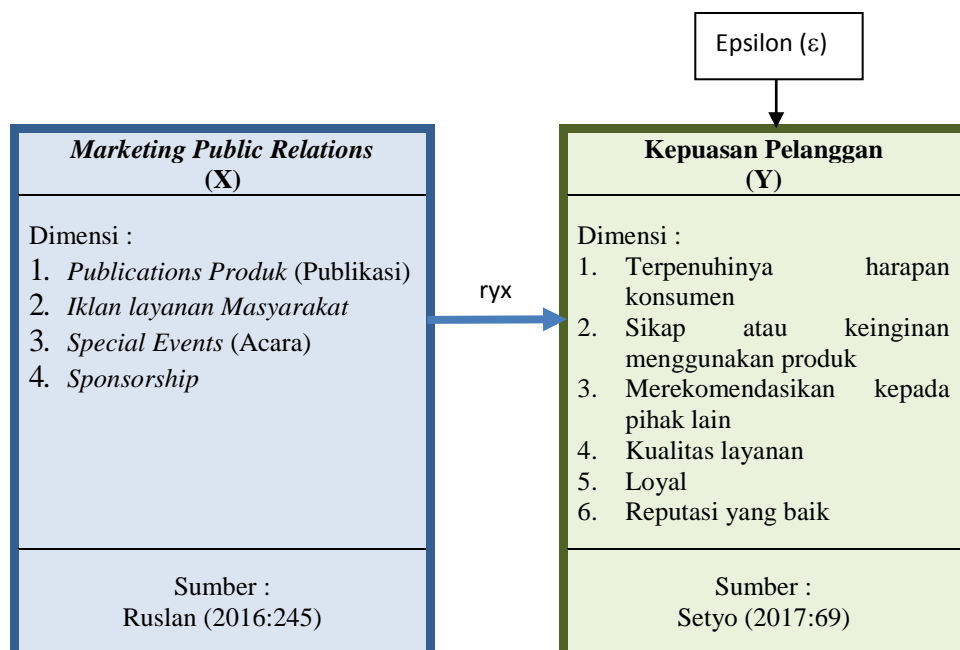 Epsilon (ε)
Marketing Public Relations
(X)
Dimensi :
1. Publications Produk (Publikasi)
2. Iklan layanan Masyarakat
3. Special Events (Acara)
4. Sponsorship
Sumber :
Ruslan (2016:245)
ryx
Kepuasan Pelanggan
(Y)
Dimensi :
1. Terpenuhinya harapan
konsumen
2. Sikap atau keinginan
menggunakan produk
3. Merekomendasikan kepada
pihak lain
4. Kualitas layanan
5. Loyal
6. Reputasi yang baik
Sumber :
Setyo (2017:69)